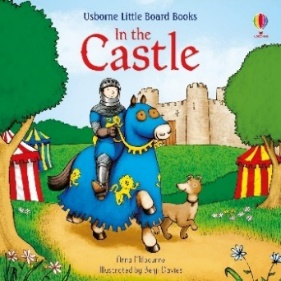 Usborne Little Board Books
In the
Castle
Anna Milbourne
Illustrated by Benji Davies